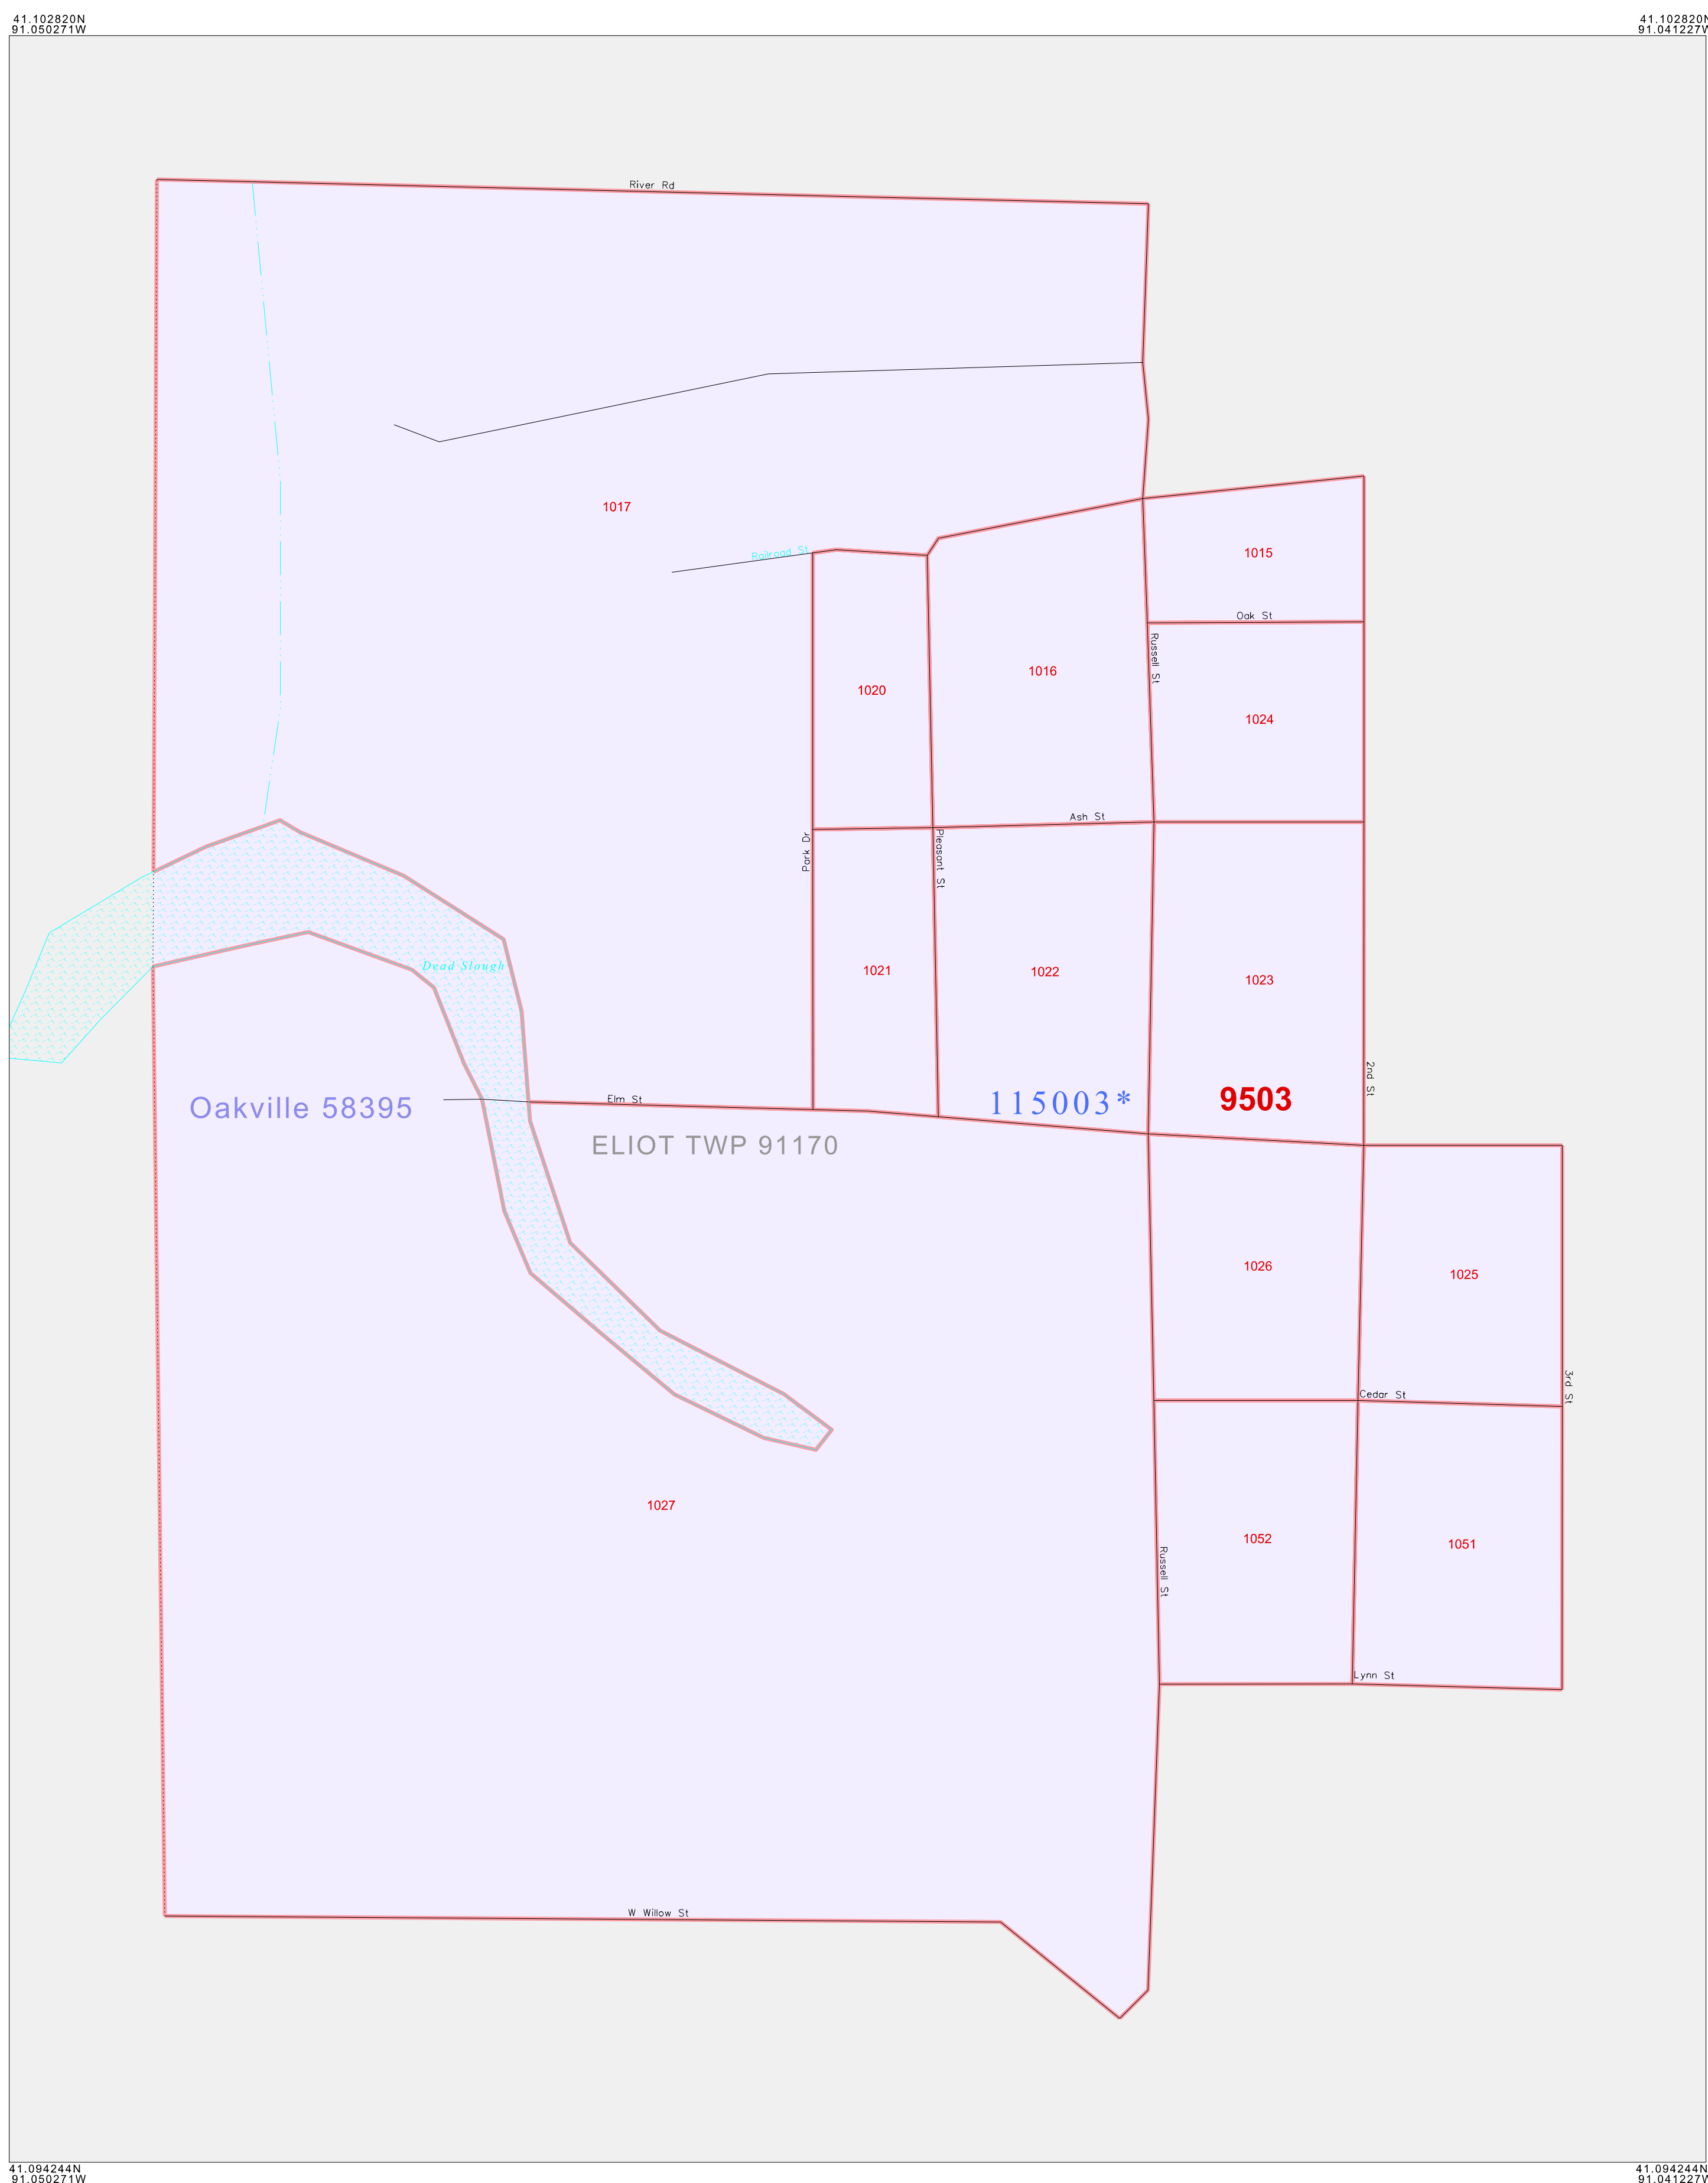 41.102820N
91.050271W
41.102820N
91.041227W
River Rd
1017
Railroad St
1015
Oak St
Russell St
1016
1020
1024
Ash St
Park Dr
Pleasant St
Dead Slough
1021
1022
1023
2nd St
Oakville 58395
Elm St
115003*
9503
ELIOT TWP 91170
1026
1025
Cedar St
3rd St
1027
1052
1051
Russell St
Lynn St
W Willow St
41.094244N
91.050271W
41.094244N
91.041227W